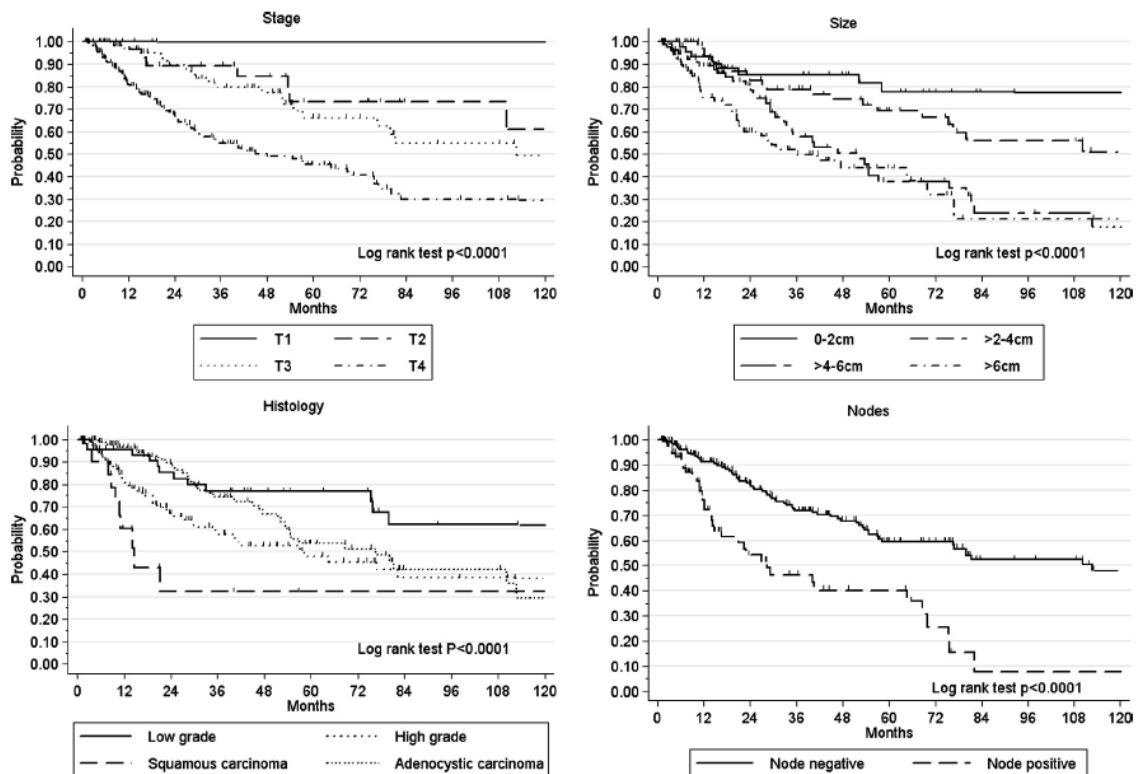 Stage
1.00
0.90
0.80
0.70
0.60
0.50
0.40
0.30
0.20
0.10
0.00
Probability
Log rank test p<0.0001
0 12 24 36 48 60 72 84 96 108 120
Months
T1 T2
T3 T4
Size
1.00
0.90
0.80
0.70
0.60
0.50
0.40
0.30
0.20
0.10
0.00
Probability
Log rank test p<0.0001
0 12 24 36 48 60 72 84 96 108 120
Months
0-2cm >2-4cm
>4-6cm >6cm
Histology
1.00
0.90
0.80
0.70
0.60
0.50
0.40
0.30
0.20
0.10
0.00
Probability
Log rank test P<0.0001
0 12 24 36 48 60 72 84 96 108 120
Months
Low grade High grade
Squamous carcinoma Adenocystic carcinoma
Nodes
1.00
0.90
0.80
0.70
0.60
0.50
0.40
0.30
0.20
0.10
0.00
Probability
Log rank test p<0.0001
0 12 24 36 48 60 72 84 96 108 120
Months
Node negative Node positive